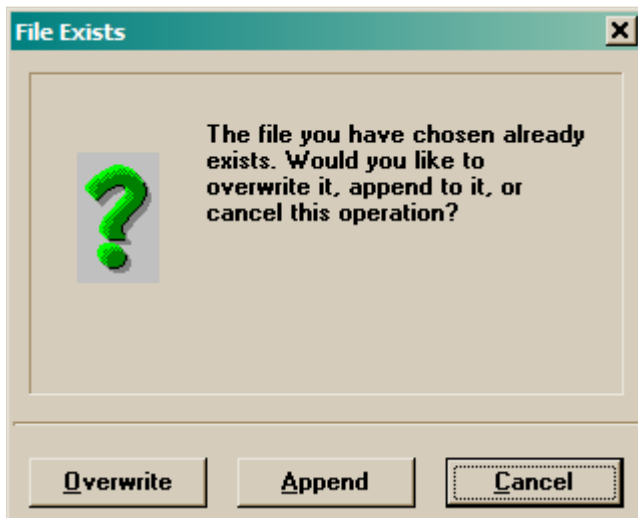 File Exists
The file you have chosen already
exists. Would you like to
overwrite it, append to it, or
cancel this operation?
Overwrite
Append
Cancel